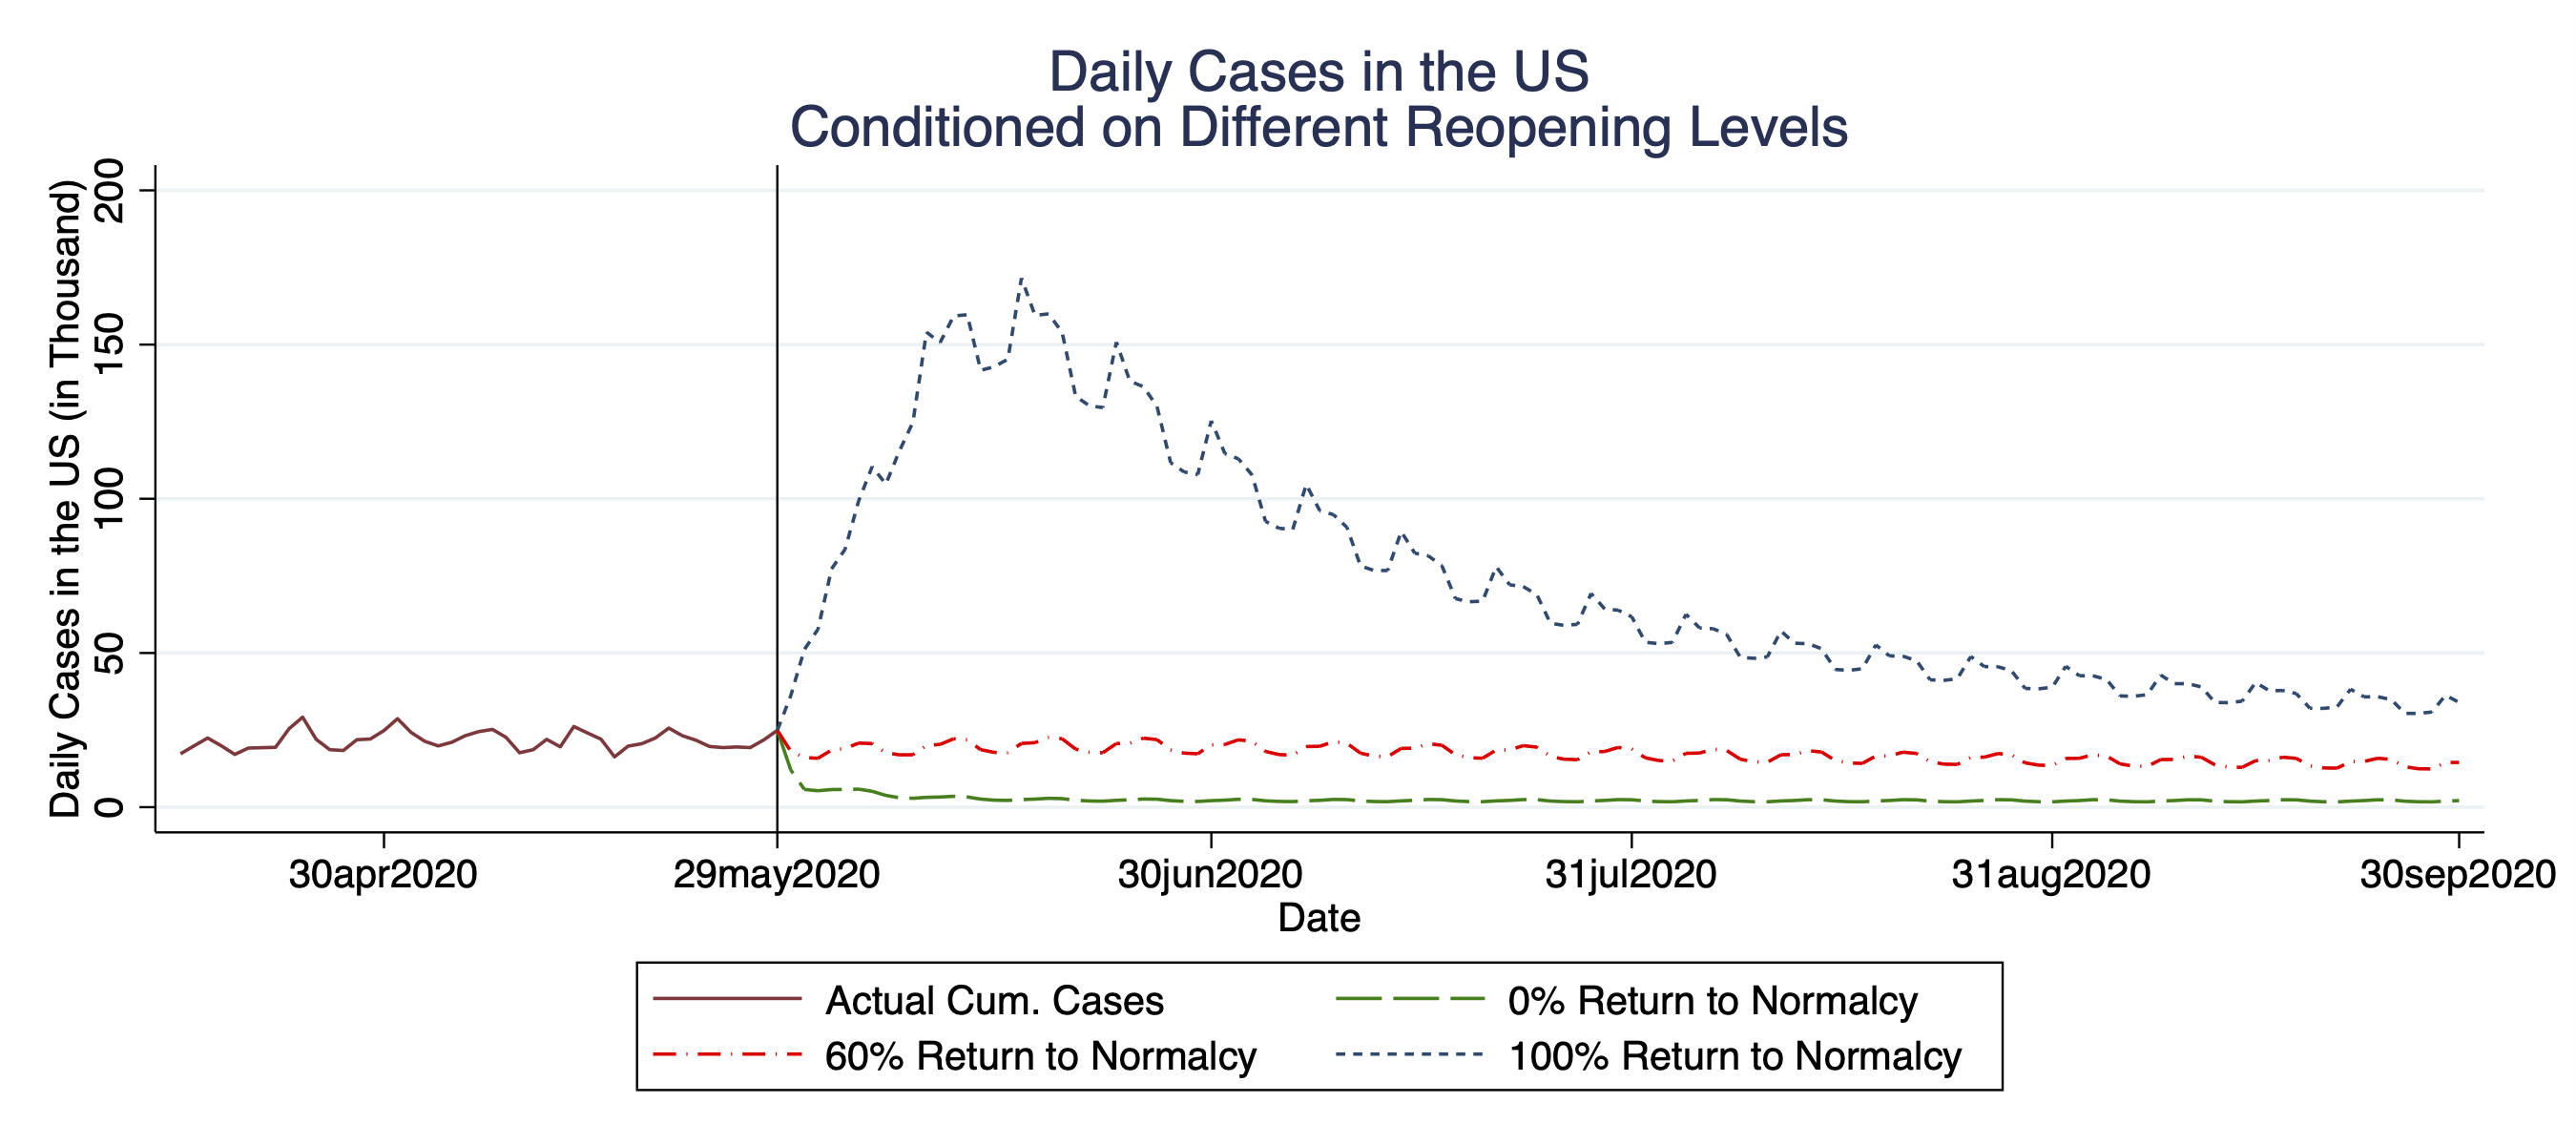 Daily Cases in the US
Conditioned on Different Reopening Levels
Daily Cases in the US (in Thousand)
200
150
100
50
0
30apr2020
29may2020
30jun2020
31jul2020
31aug2020
30sep2020
Date
Actual Cum. Cases
0% Return to Normalcy
60% Return to Normalcy
100% Return to Normalcy